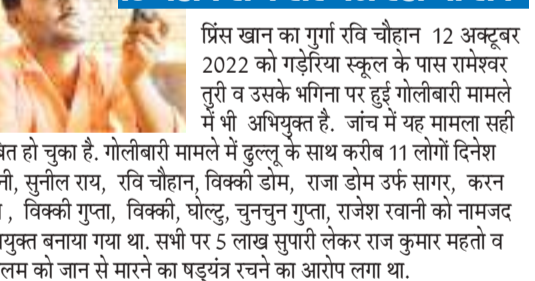 प्रिंस खान का गुर्गा रवि चौहान 12 अक्टूबर
2022 को गड़ेरिया स्कूल के पास रामेश्वर
तुरी व उसके भगिना पर हुई गोलीबारी मामले
में भी अभियुक्त है. जांच में यह मामला सही
हो चुका है. गोलीबारी मामले में ढुल्लू के साथ करीब 11 लोगों दिनेश
सुनील राय, रवि चौहान, विक्की डोम, राजा डोम उर्फ सागर, करन
, विक्की गुप्ता, विक्की, घोल्टु, चुनचुन गुप्ता, राजेश रवानी को नामजद
बनाया गया था. सभी पर 5 लाख सुपारी लेकर राज कुमार महतो व
को जान से मारने का षड्यंत्र रचने का आरोप लगा था.